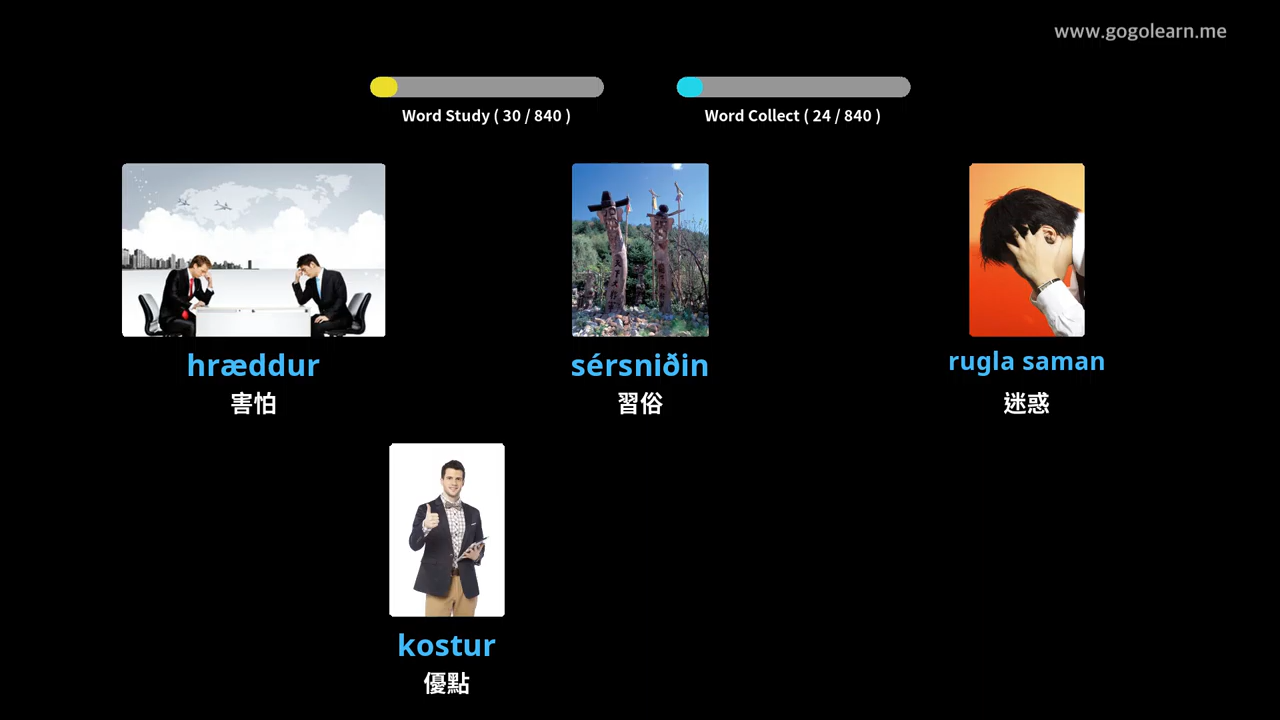 www.gogolearn.me
Word Study ( 30 / 840 )
Word Collect ( 24 / 840 )
hræddur
害怕
sérsniðin
習俗
rugla saman
迷惑
kostur
優點